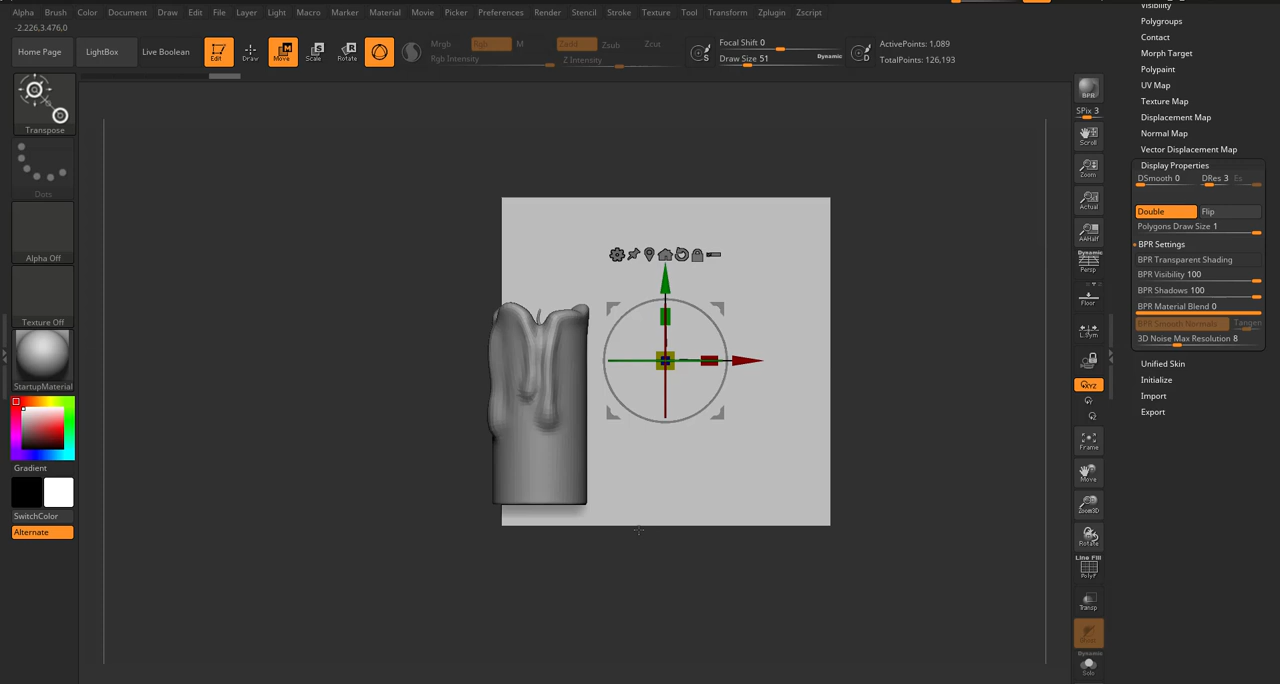 Alpha Brush Color Document Draw Edit File Layer Light Macro Marker Material Movie Picker Preferences Render Stencil Stroke Texture Tool Transform Zplugin Zscript
-2.226,3.476,0
Home Page LightBox Live Boolean Edit Draw Move Scale Rotate
Mrgb Rgb M
Rgb Intensity
Zadd Zsub Zcut
Z Intensity
Focal Shift 0
Draw Size 51 Dynamic
ActivePoints: 1,089
TotalPoints: 126,193
Transpose
Dots
Alpha Off
Texture Off
StartupMaterial
Gradient
SwitchColor
Alternate
BPR
SPix 3
Scroll
Zoom
Actual
AAHalf
Dynamic
Persp
Floor
L.Sym
XYZ
Frame
Move
Zoom3D
Rotate
Line Fill
PolyF
Transp
Ghost
Dynamic
Solo
Visibility
Polygroups
Contact
Morph Target
Polypaint
UV Map
Texture Map
Displacement Map
Normal Map
Vector Displacement Map
Display Properties
DSmooth 0 DRes 3 Es
Double Flip
Polygons Draw Size 1
BPR Settings
BPR Transparent Shading
BPR Visibility 100
BPR Shadows 100
BPR Material Blend 0
BPR Smooth Normals Tangen
3D Noise Max Resolution 8
Unified Skin
Initialize
Import
Export